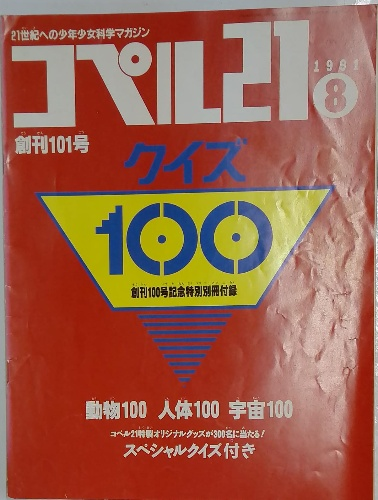 21世紀への少年少女科学マガジン
コペル21
1991
8
創刊101号
クイズ
100
創刊100号記念特別別冊付録
動物100 人体100 宇宙100
コペル21特製オリジナルグッズが300名に当たる!
スペシャルクイズ付き